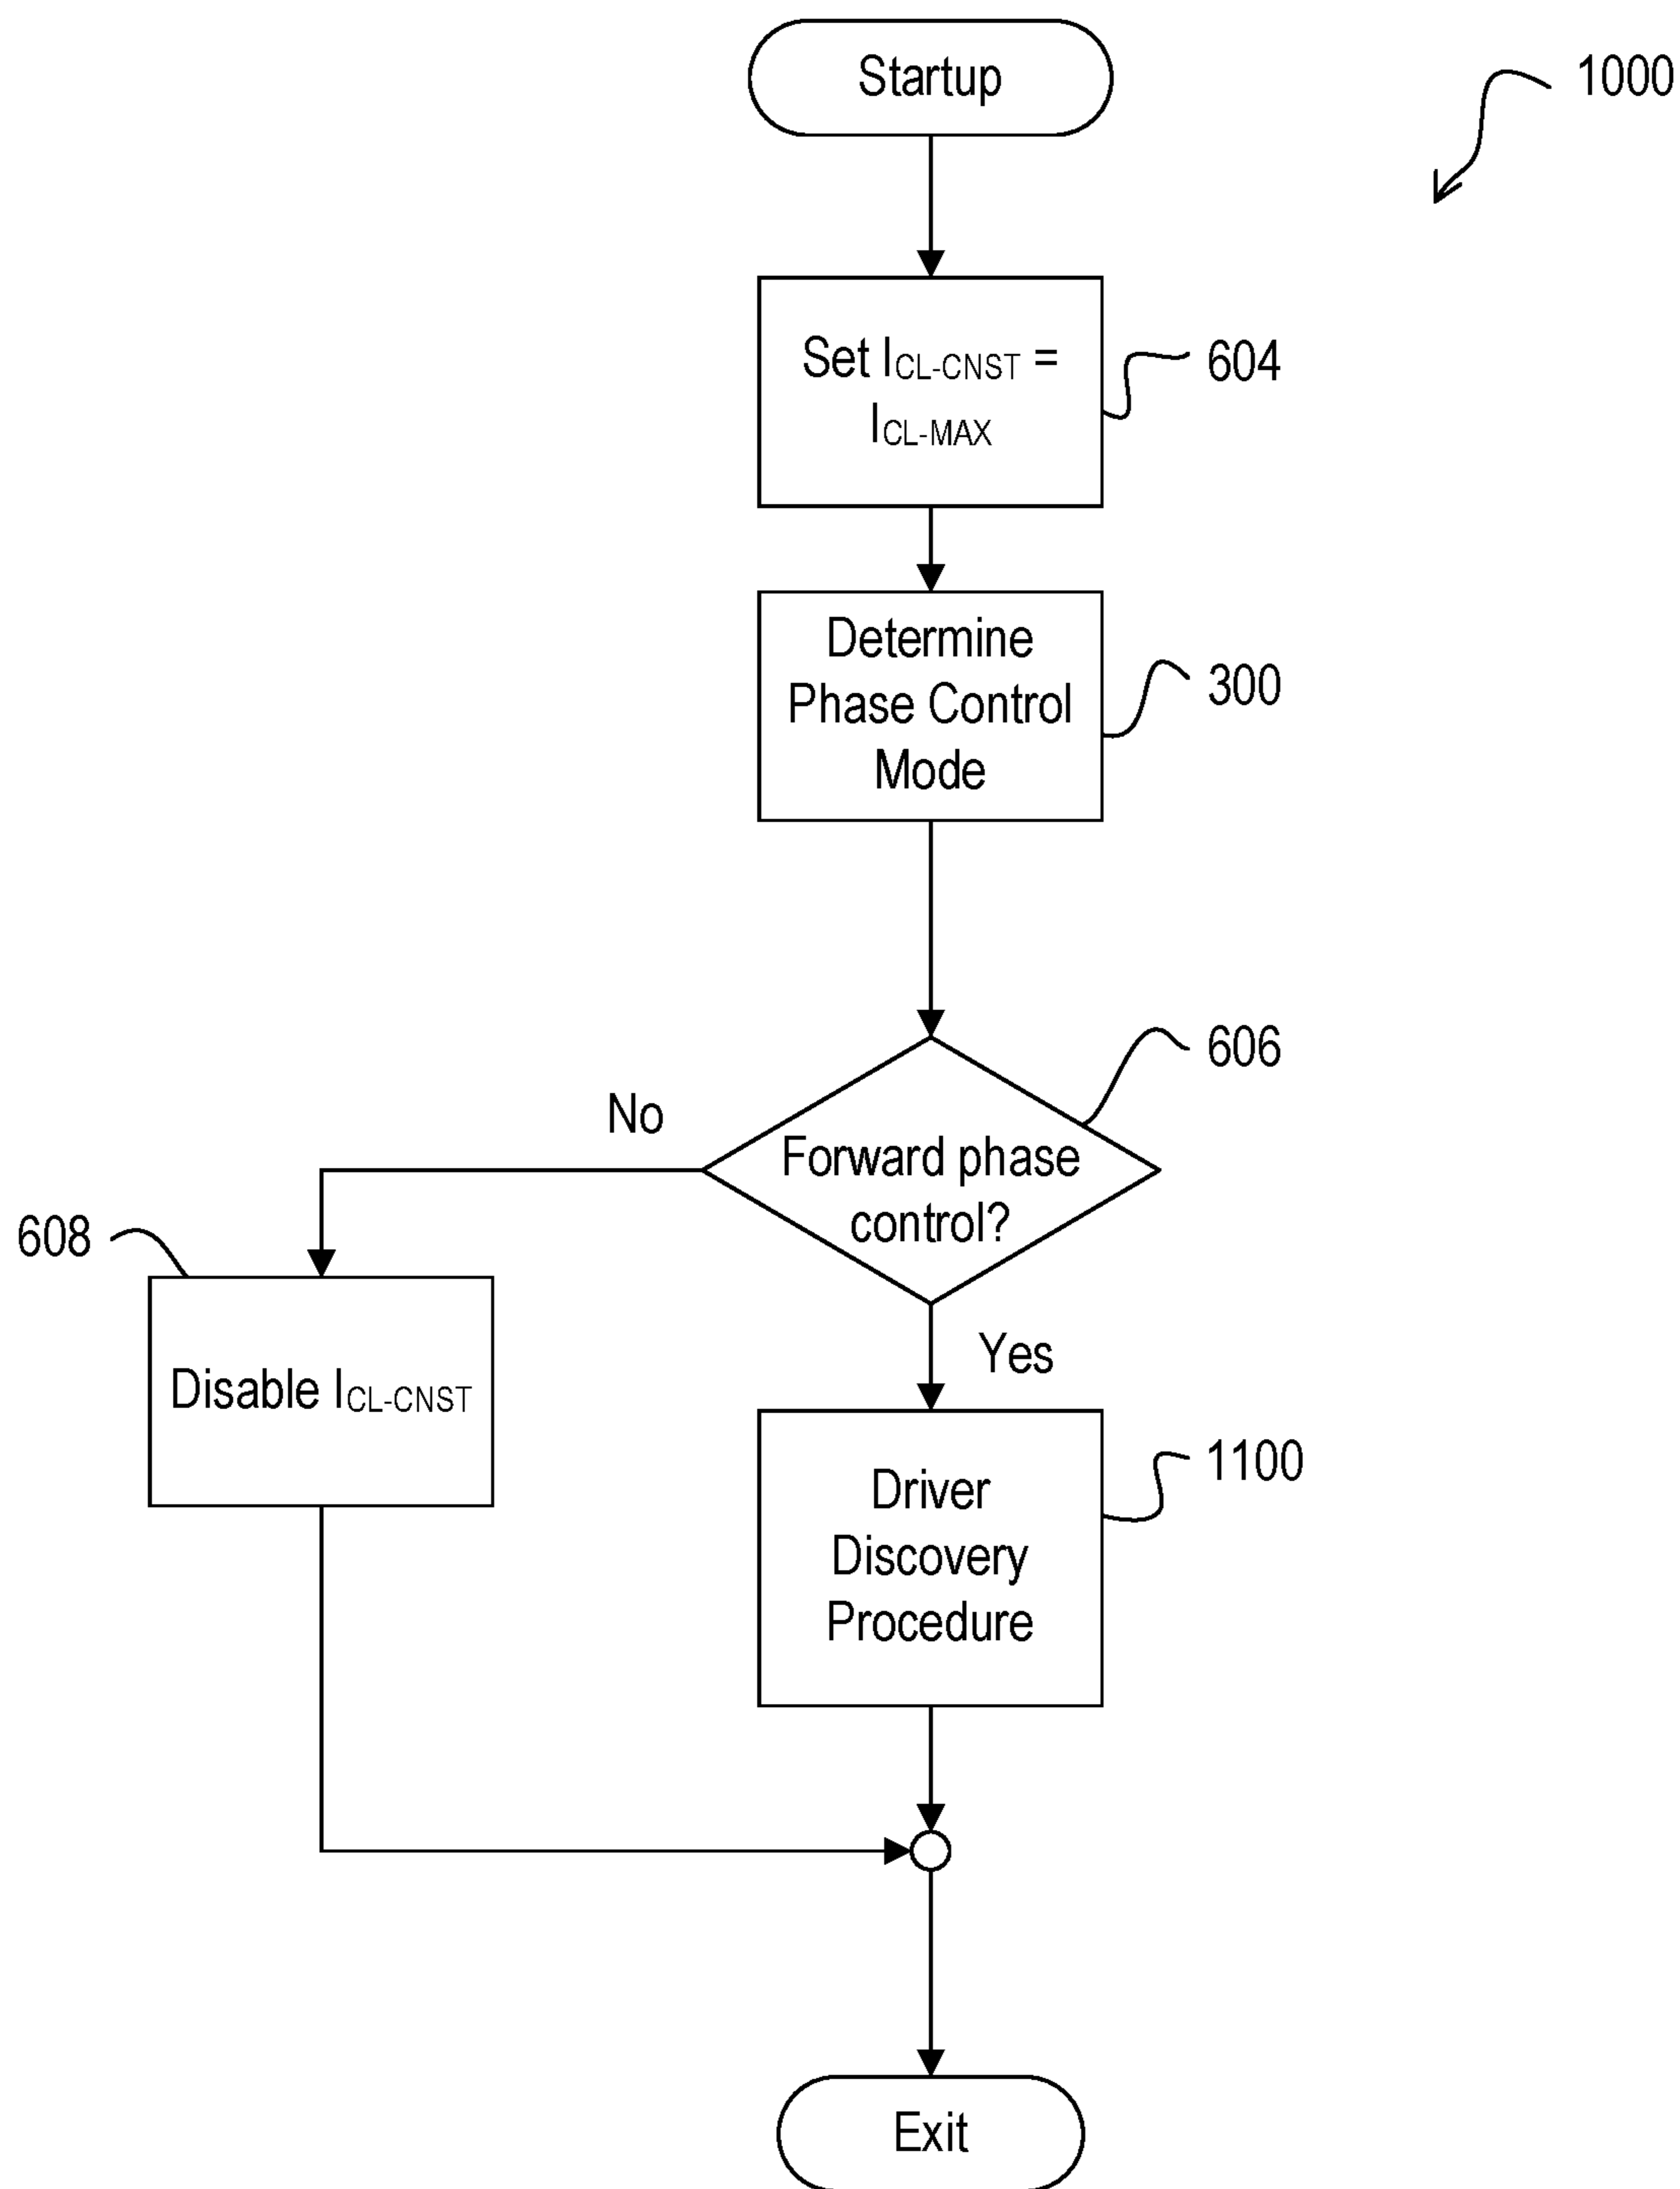 Startup
1000
Set ICL-CNST =
ICL-MAX
604
Determine
Phase Control
Mode
300
606
No
Forward phase
control?
608
Yes
Disable ICL-CNST
Driver
Discovery
Procedure
1100
Exit